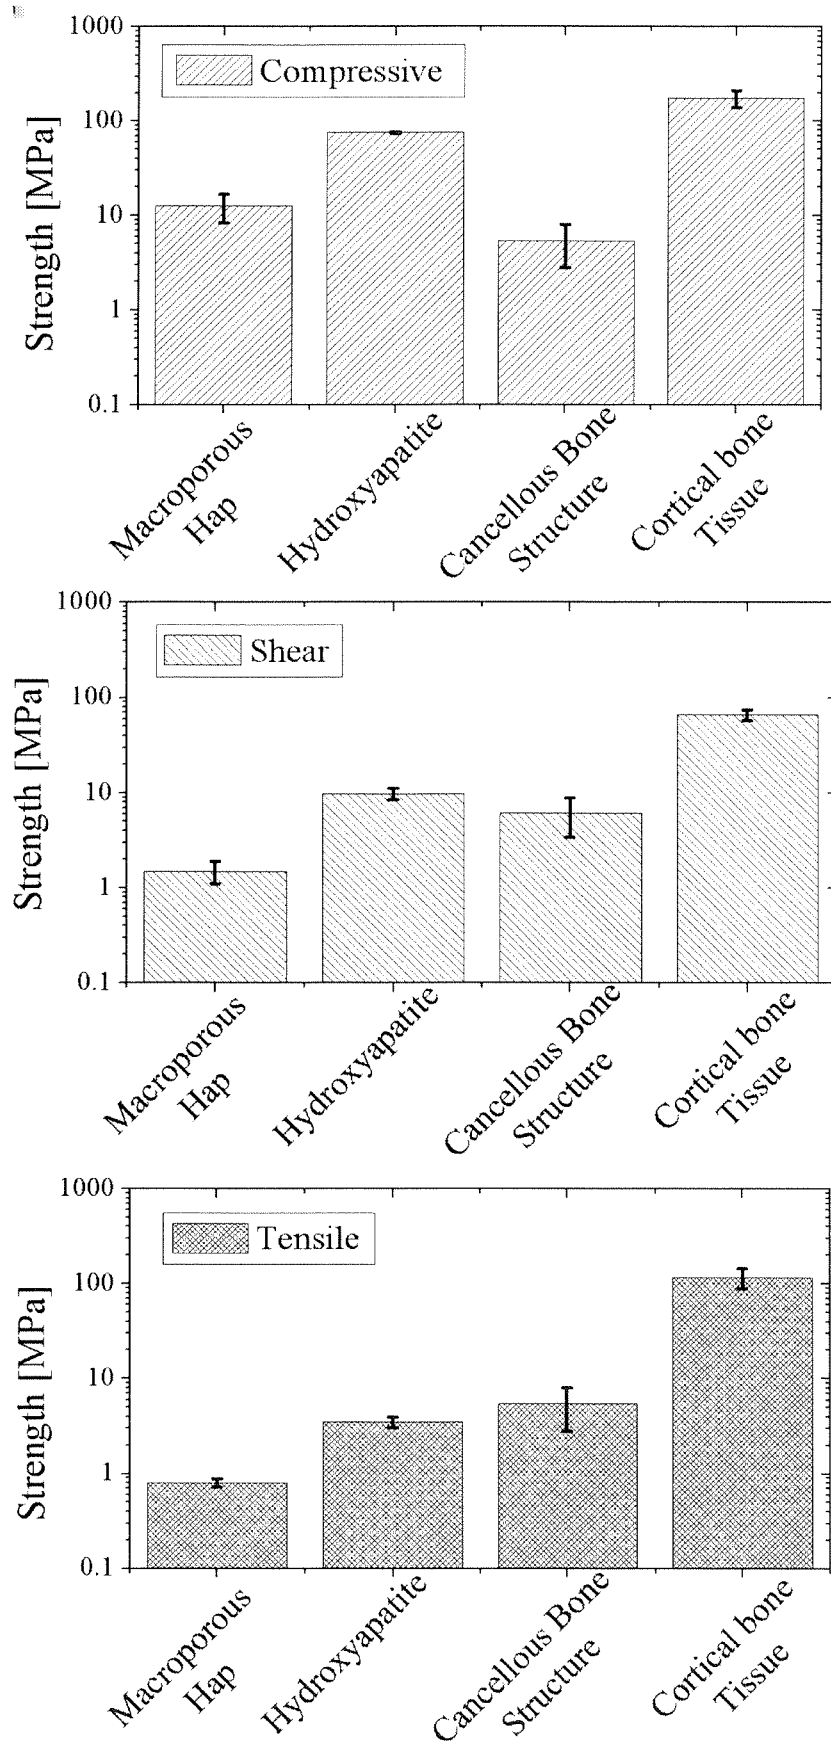 1000
Compressive
100
10
1
0.1
Strength [MPa]
Macroporous
Hap
Hydroxyapatite
Cancellous Bone
Structure
Cortical bone
Tissue
1000
Shear
100
10
1
0.1
Strength [MPa]
Macroporous
Hap
Hydroxyapatite
Cancellous Bone
Structure
Cortical bone
Tissue
1000
Tensile
100
10
1
0.1
Strength [MPa]
Macroporous
Hap
Hydroxyapatite
Cancellous Bone
Structure
Cortical bone
Tissue